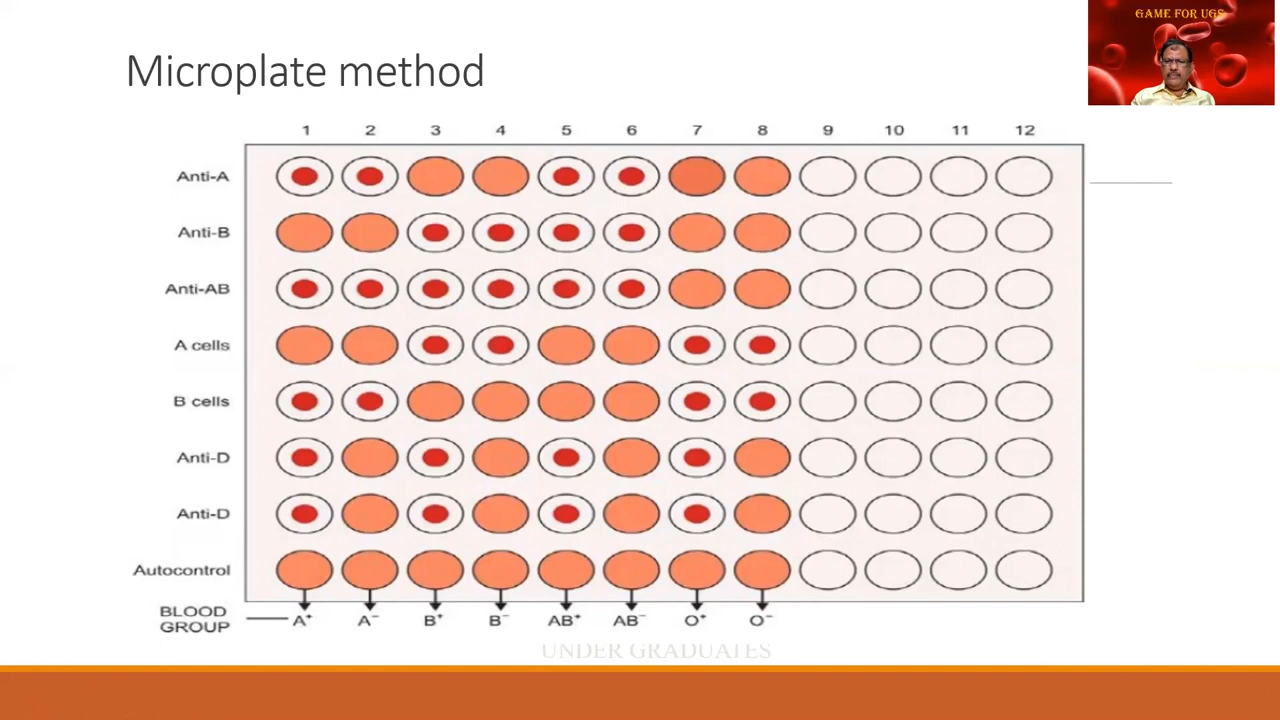 GAME FOR UGS
Microplate method
1 2 3 4 5 6 7 8 9 10 11 12
Anti-A
Anti-B
Anti-AB
A cells
B cells
Anti-D
Anti-D
Autocontrol
BLOOD
GROUP
A⁺ A⁻ B⁺ B⁻ AB⁺ AB⁻ O⁺ O⁻
UNDER GRADUATES